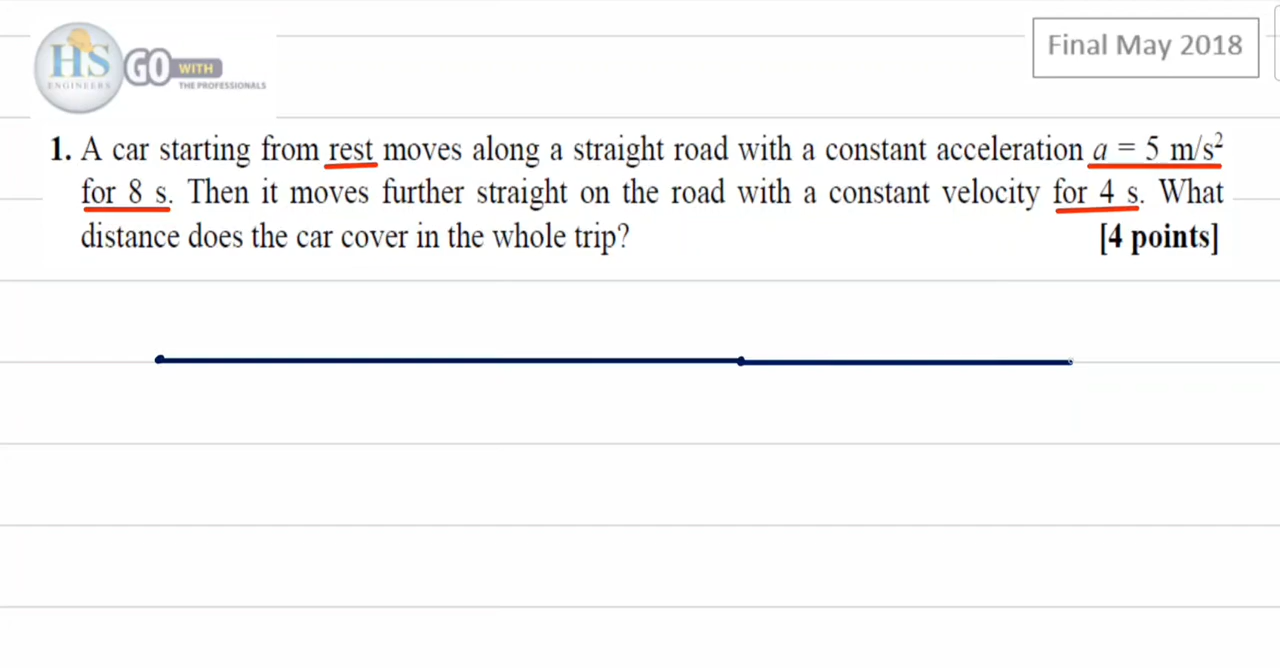 HS
ENGINEERS
GO WITH
THE PROFESSIONALS
Final May 2018
1. A car starting from rest moves along a straight road with a constant acceleration a = 5 m/s²
for 8 s. Then it moves further straight on the road with a constant velocity for 4 s. What
distance does the car cover in the whole trip? [4 points]